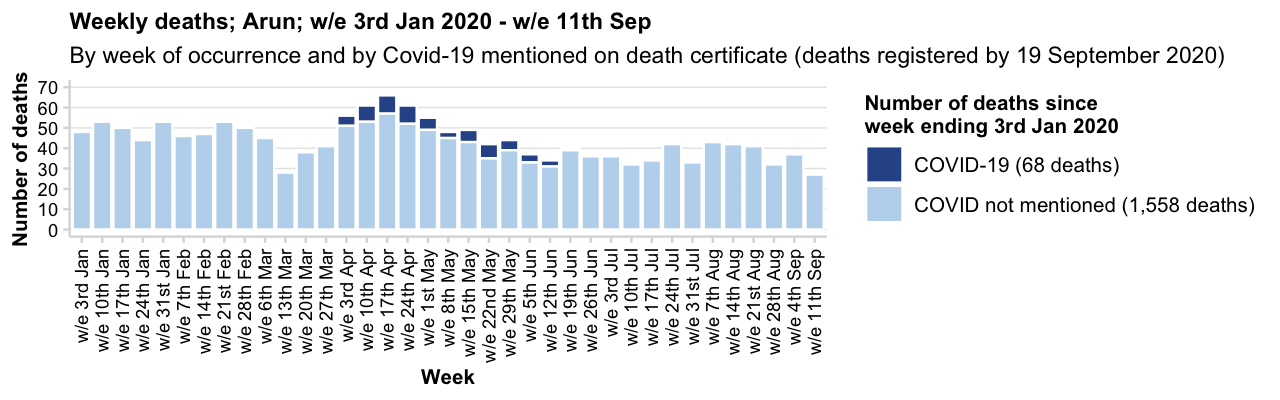 Weekly deaths; Arun; w/e 3rd Jan 2020 - w/e 11th Sep
By week of occurrence and by Covid-19 mentioned on death certificate (deaths registered by 19 September 2020)
Number of deaths
70
60
50
40
30
20
10
0
w/e 3rd Jan
w/e 10th Jan
w/e 17th Jan
w/e 24th Jan
w/e 31st Jan
w/e 7th Feb
w/e 14th Feb
w/e 21st Feb
w/e 28th Feb
w/e 6th Mar
w/e 13th Mar
w/e 20th Mar
w/e 27th Mar
w/e 3rd Apr
w/e 10th Apr
w/e 17th Apr
w/e 24th Apr
w/e 1st May
w/e 8th May
w/e 15th May
w/e 22nd May
w/e 29th May
w/e 5th Jun
w/e 12th Jun
w/e 19th Jun
w/e 26th Jun
w/e 3rd Jul
w/e 10th Jul
w/e 17th Jul
w/e 24th Jul
w/e 31st Jul
w/e 7th Aug
w/e 14th Aug
w/e 21st Aug
w/e 28th Aug
w/e 4th Sep
w/e 11th Sep
Week
Number of deaths since
week ending 3rd Jan 2020
COVID-19 (68 deaths)
COVID not mentioned (1,558 deaths)